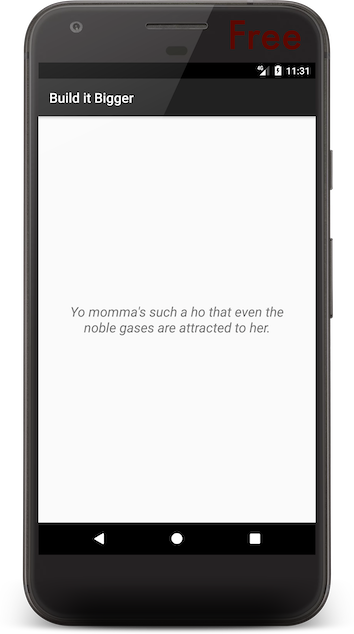 Free
4G 11:31
Build it Bigger
Yo momma's such a ho that even the
noble gases are attracted to her.